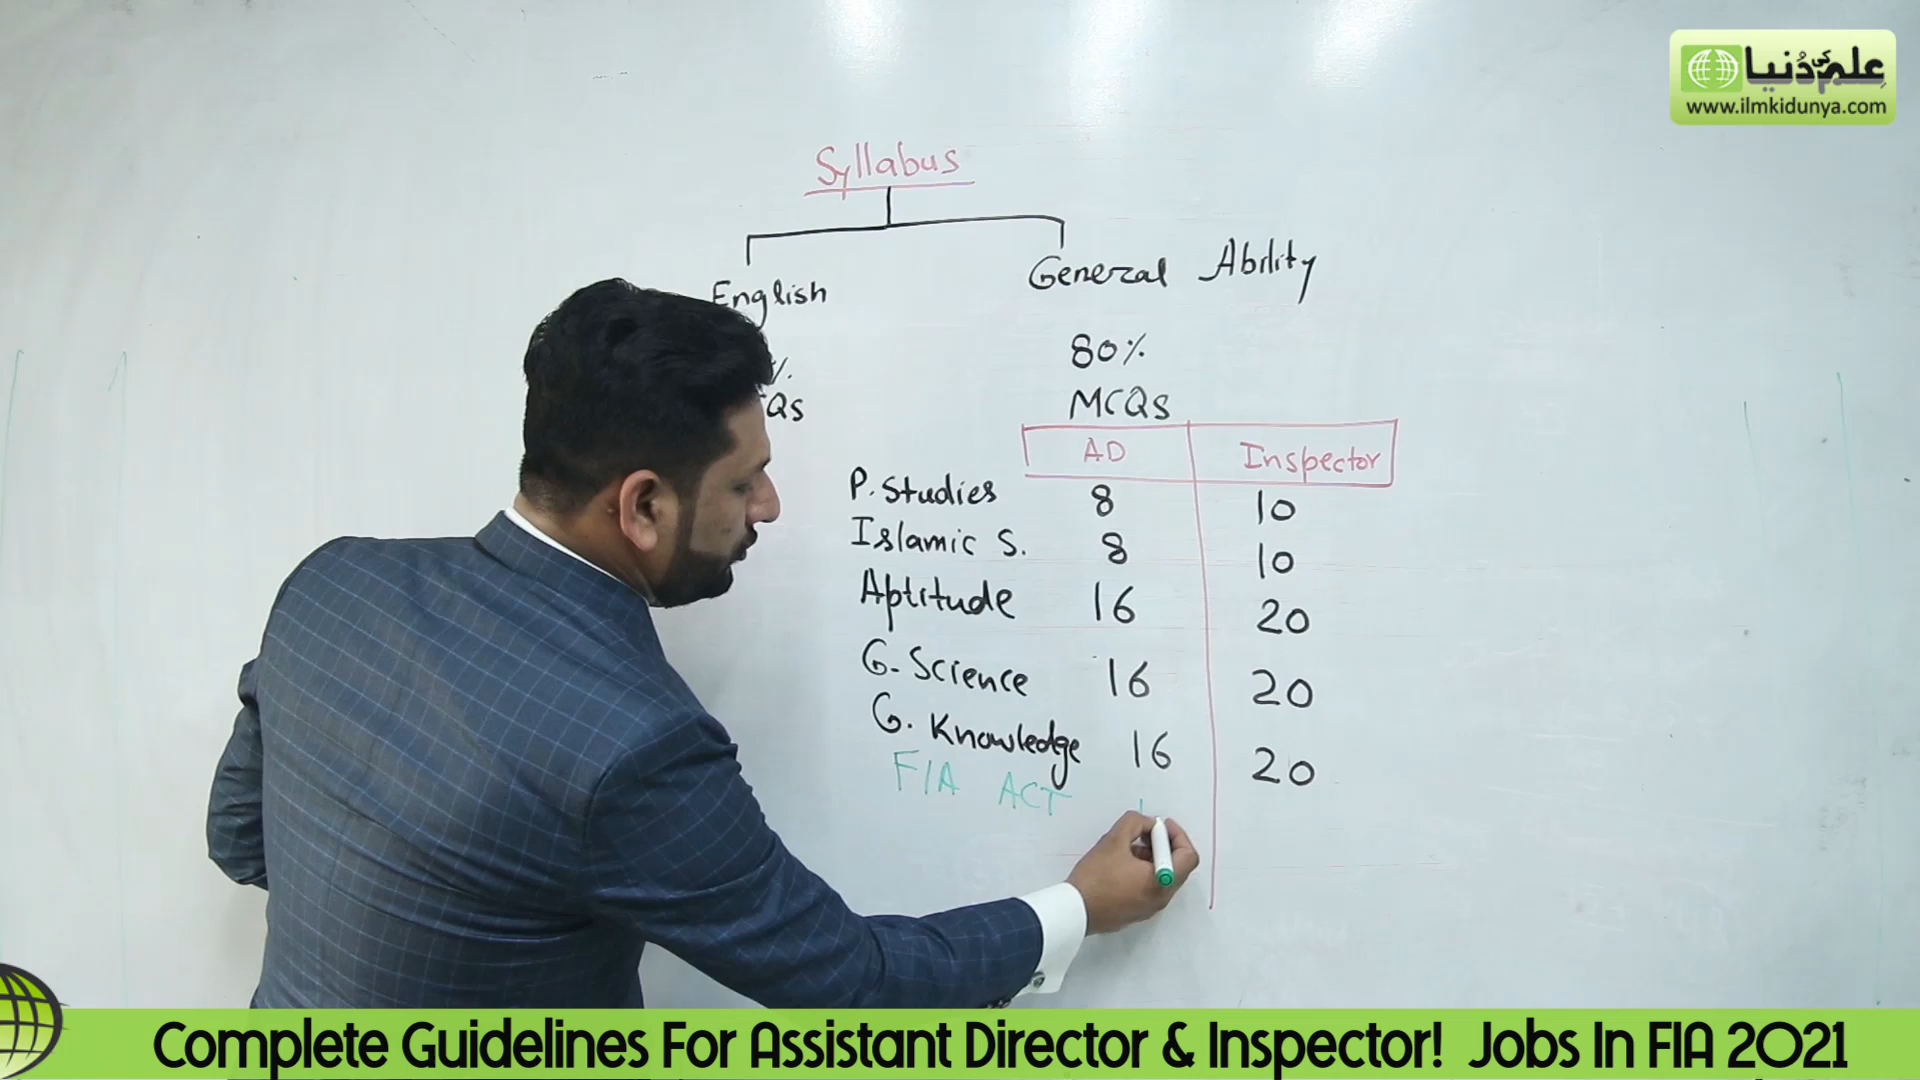 علم کی دُنیا
www.ilmkidunya.com
Syllabus
English
General Ability
80%
MCQs
AD Inspector
P. Studies 8 10
Islamic S. 8 10
Aptitude 16 20
G. Science 16 20
G. Knowledge 16 20
FIA ACT
Complete Guidelines For Assistant Director & Inspector! Jobs In FIA 2021